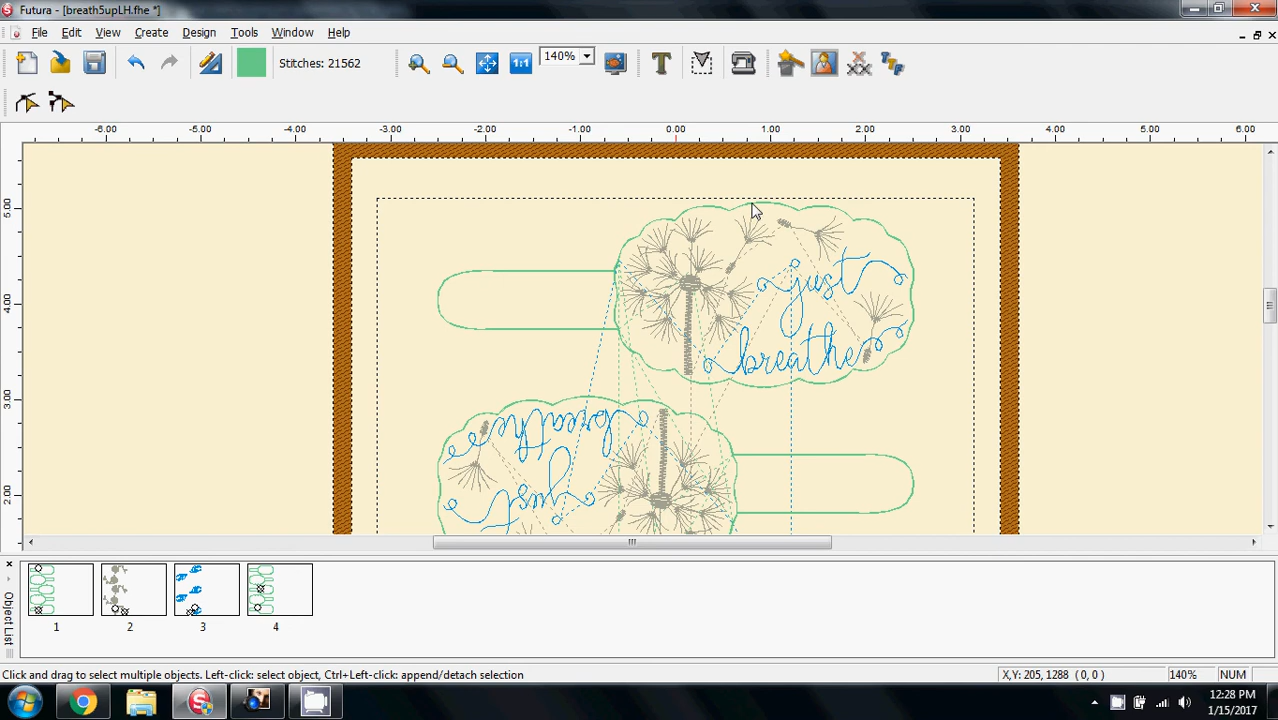 Futura - [breath5upLH.fhe *]
File Edit View Create Design Tools Window Help
Stitches: 21562
1:1
140%
T
-6.00 -5.00 -4.00 -3.00 -2.00 -1.00 0.00 1.00 2.00 3.00 4.00 5.00 6.00
5.00
4.00
3.00
2.00
just
breathe
breathe
just
Object List
1 2 3 4
Click and drag to select multiple objects. Left-click: select object, Ctrl+Left-click: append/detach selection
X,Y: 205, 1288 (0, 0)
140%
NUM
12:28 PM
1/15/2017